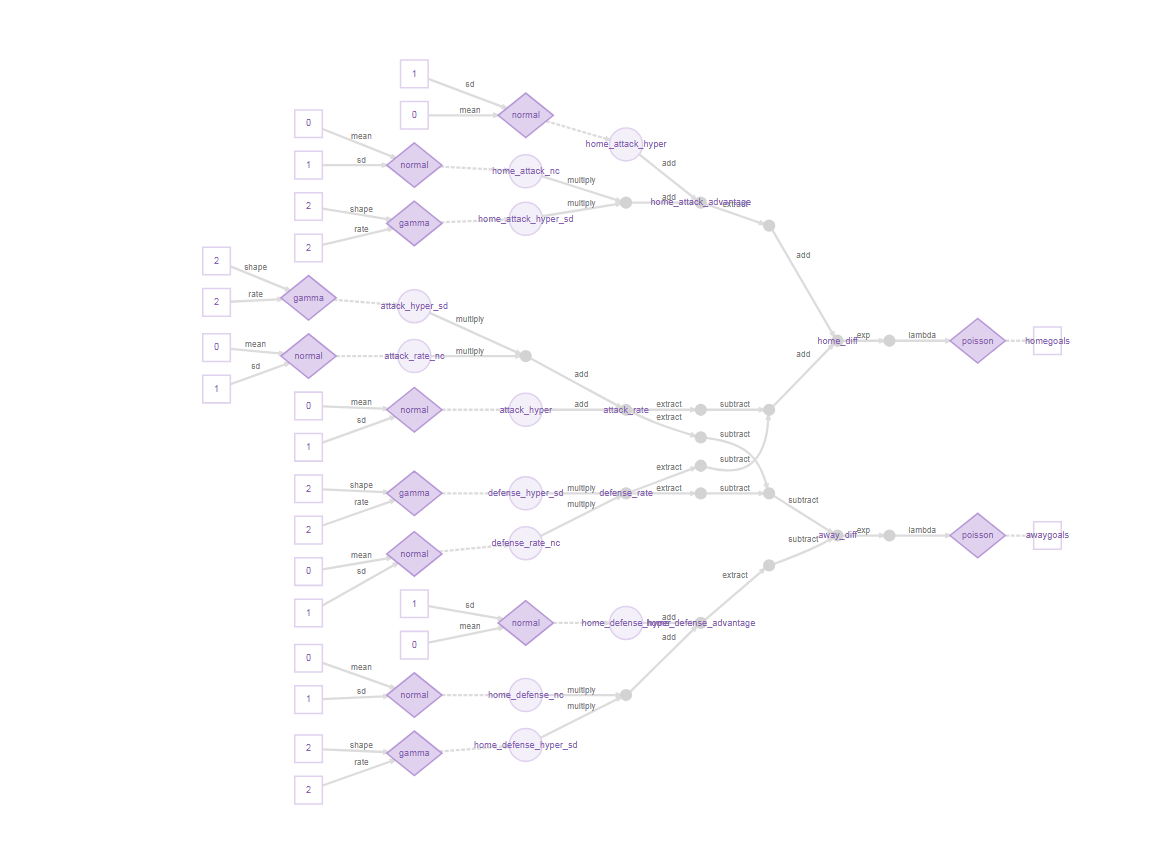 1
sd
0
mean
normal
home_attack_hyper
add
0
mean
1
sd
normal
home_attack_nc
multiply
2
shape
2
rate
gamma
home_attack_hyper_sd
multiply
add
home_attack_advantage
extract
add
2
shape
2
rate
gamma
attack_hyper_sd
multiply
0
mean
1
sd
normal
attack_rate_nc
multiply
add
0
mean
1
sd
normal
attack_hyper
add
attack_rate
extract
subtract
extract
subtract
add
home_diff
exp
lambda
poisson
homegoals
2
shape
2
rate
gamma
defense_hyper_sd
multiply
defense_rate
extract
subtract
extract
subtract
0
mean
1
sd
normal
defense_rate_nc
multiply
subtract
subtract
away_diff
exp
lambda
poisson
awaygoals
extract
1
sd
0
mean
normal
home_defense_hyper
add
home_defense_advantage
add
0
mean
1
sd
normal
home_defense_nc
multiply
2
shape
2
rate
gamma
home_defense_hyper_sd
multiply